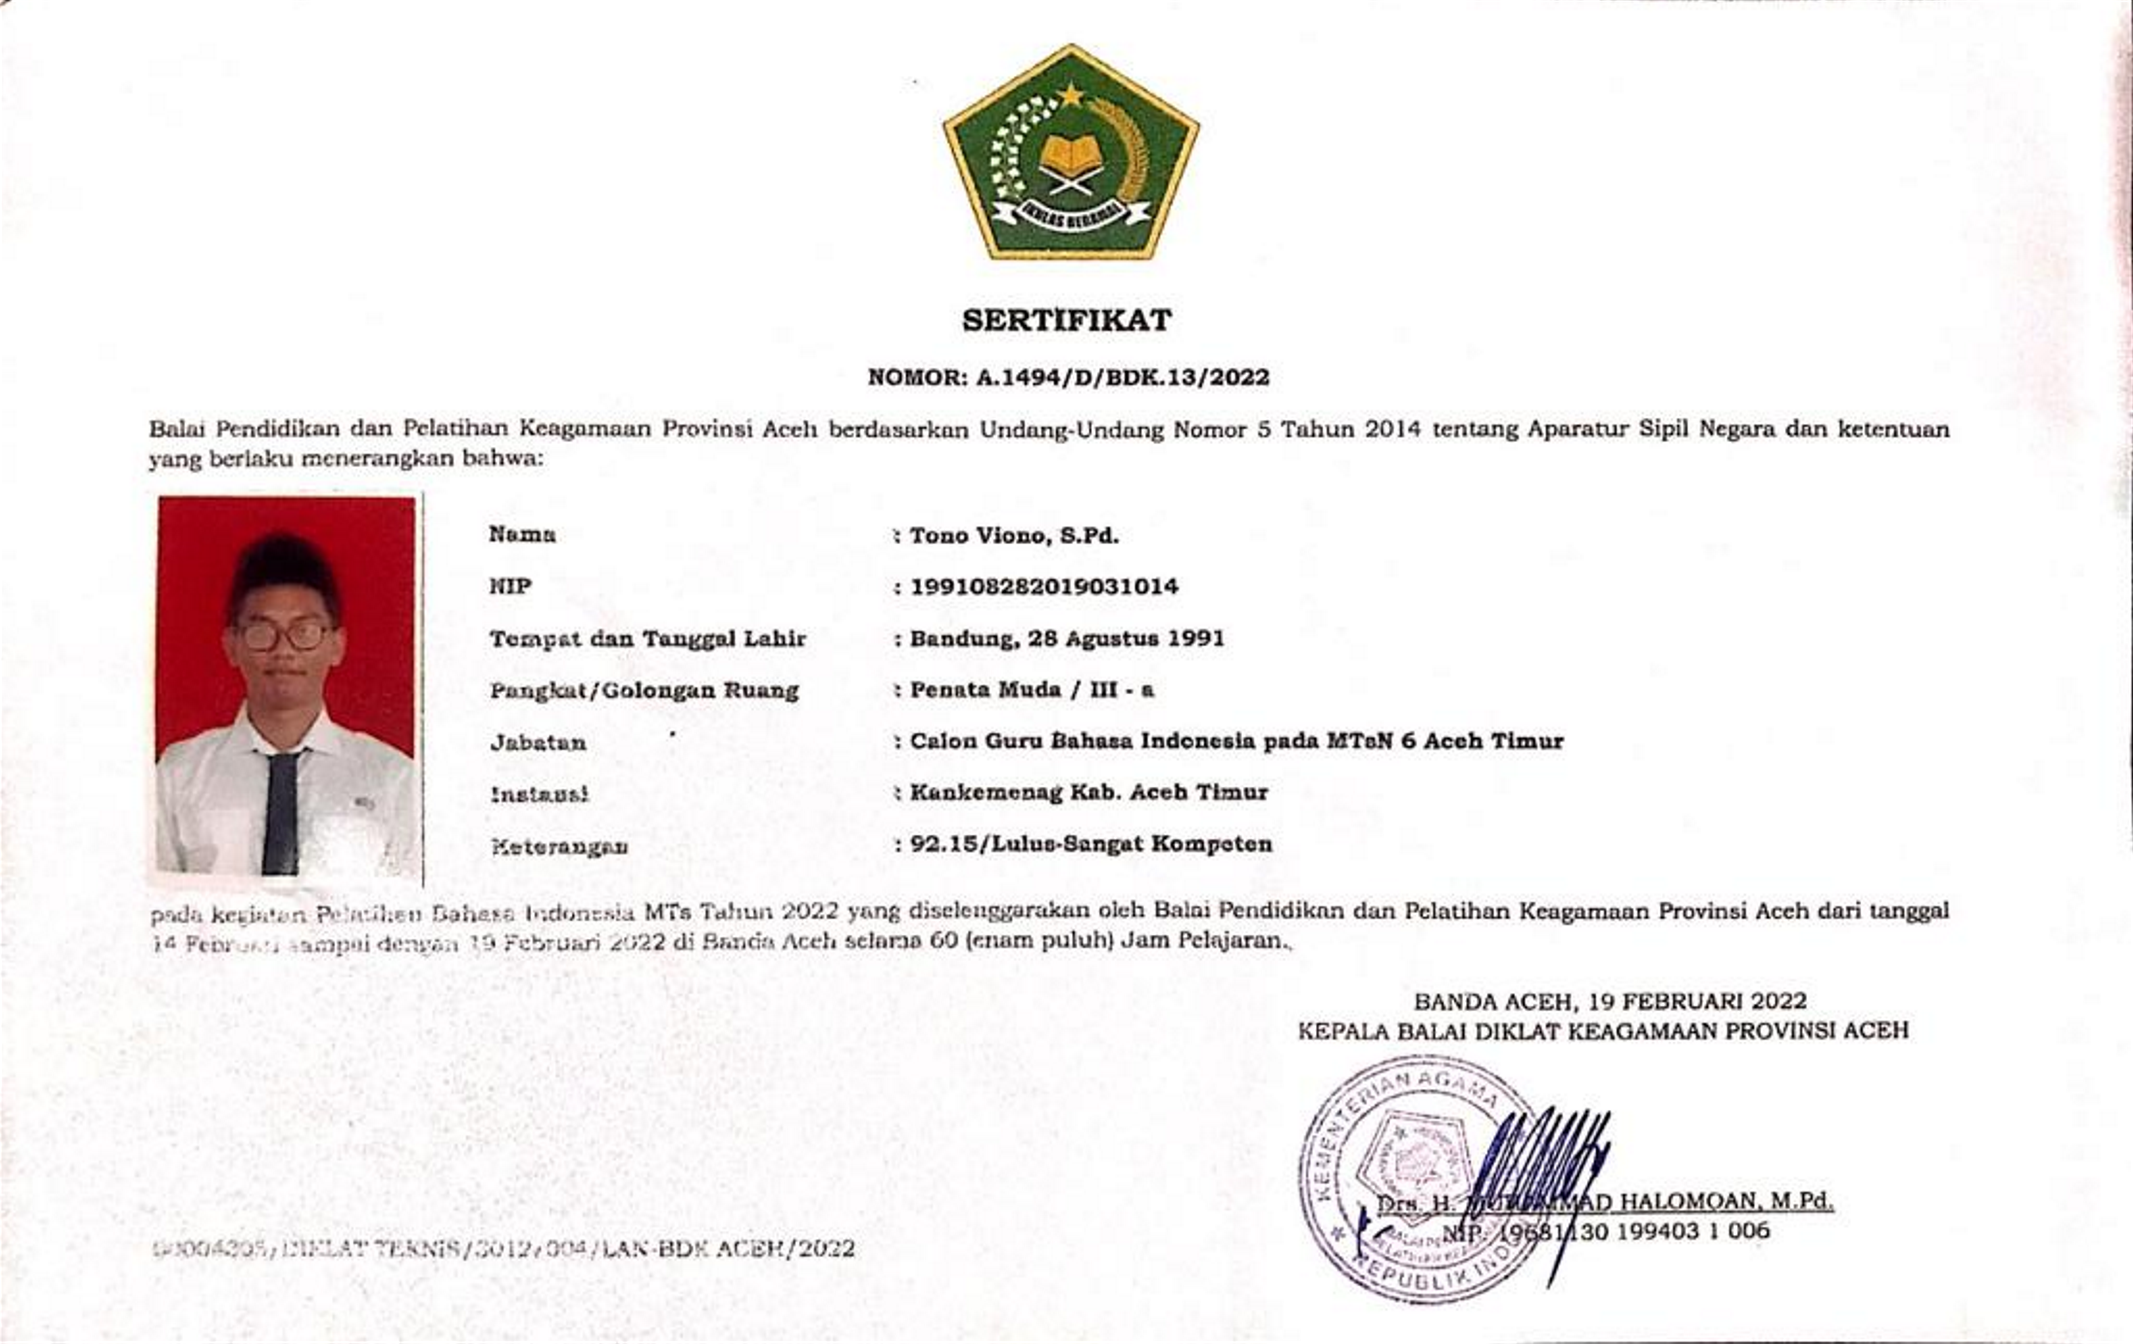 IKHLAS BERAMAL
SERTIFIKAT
NOMOR: A.1494/D/BDK.13/2022
Balai Pendidikan dan Pelatihan Keagamaan Provinsi Aceh berdasarkan Undang-Undang Nomor 5 Tahun 2014 tentang Aparatur Sipil Negara dan ketentuan
yang berlaku menerangkan bahwa:
Nama : Tono Viono, S.Pd.
NIP : 199108282019031014
Tempat dan Tanggal Lahir : Bandung, 28 Agustus 1991
Pangkat/Golongan Ruang : Penata Muda / III - a
Jabatan : Calon Guru Bahasa Indonesia pada MTsN 6 Aceh Timur
Instansi : Kankemenag Kab. Aceh Timur
Keterangan : 92.15/Lulus-Sangat Kompeten
pada kegiatan Pelatihan Bahasa Indonesia MTs Tahun 2022 yang diselenggarakan oleh Balai Pendidikan dan Pelatihan Keagamaan Provinsi Aceh dari tanggal
14 Februari sampai dengan 19 Februari 2022 di Banda Aceh selama 60 (enam puluh) Jam Pelajaran.
BANDA ACEH, 19 FEBRUARI 2022
KEPALA BALAI DIKLAT KEAGAMAAN PROVINSI ACEH
KEMENTERIAN AGAMA
REPUBLIK INDO
Drs. H. MUHAMMAD HALOMOAN, M.Pd.
NIP. 19681130 199403 1 006
TEKNIS/3012/004/LAN-BDK ACEH/2022